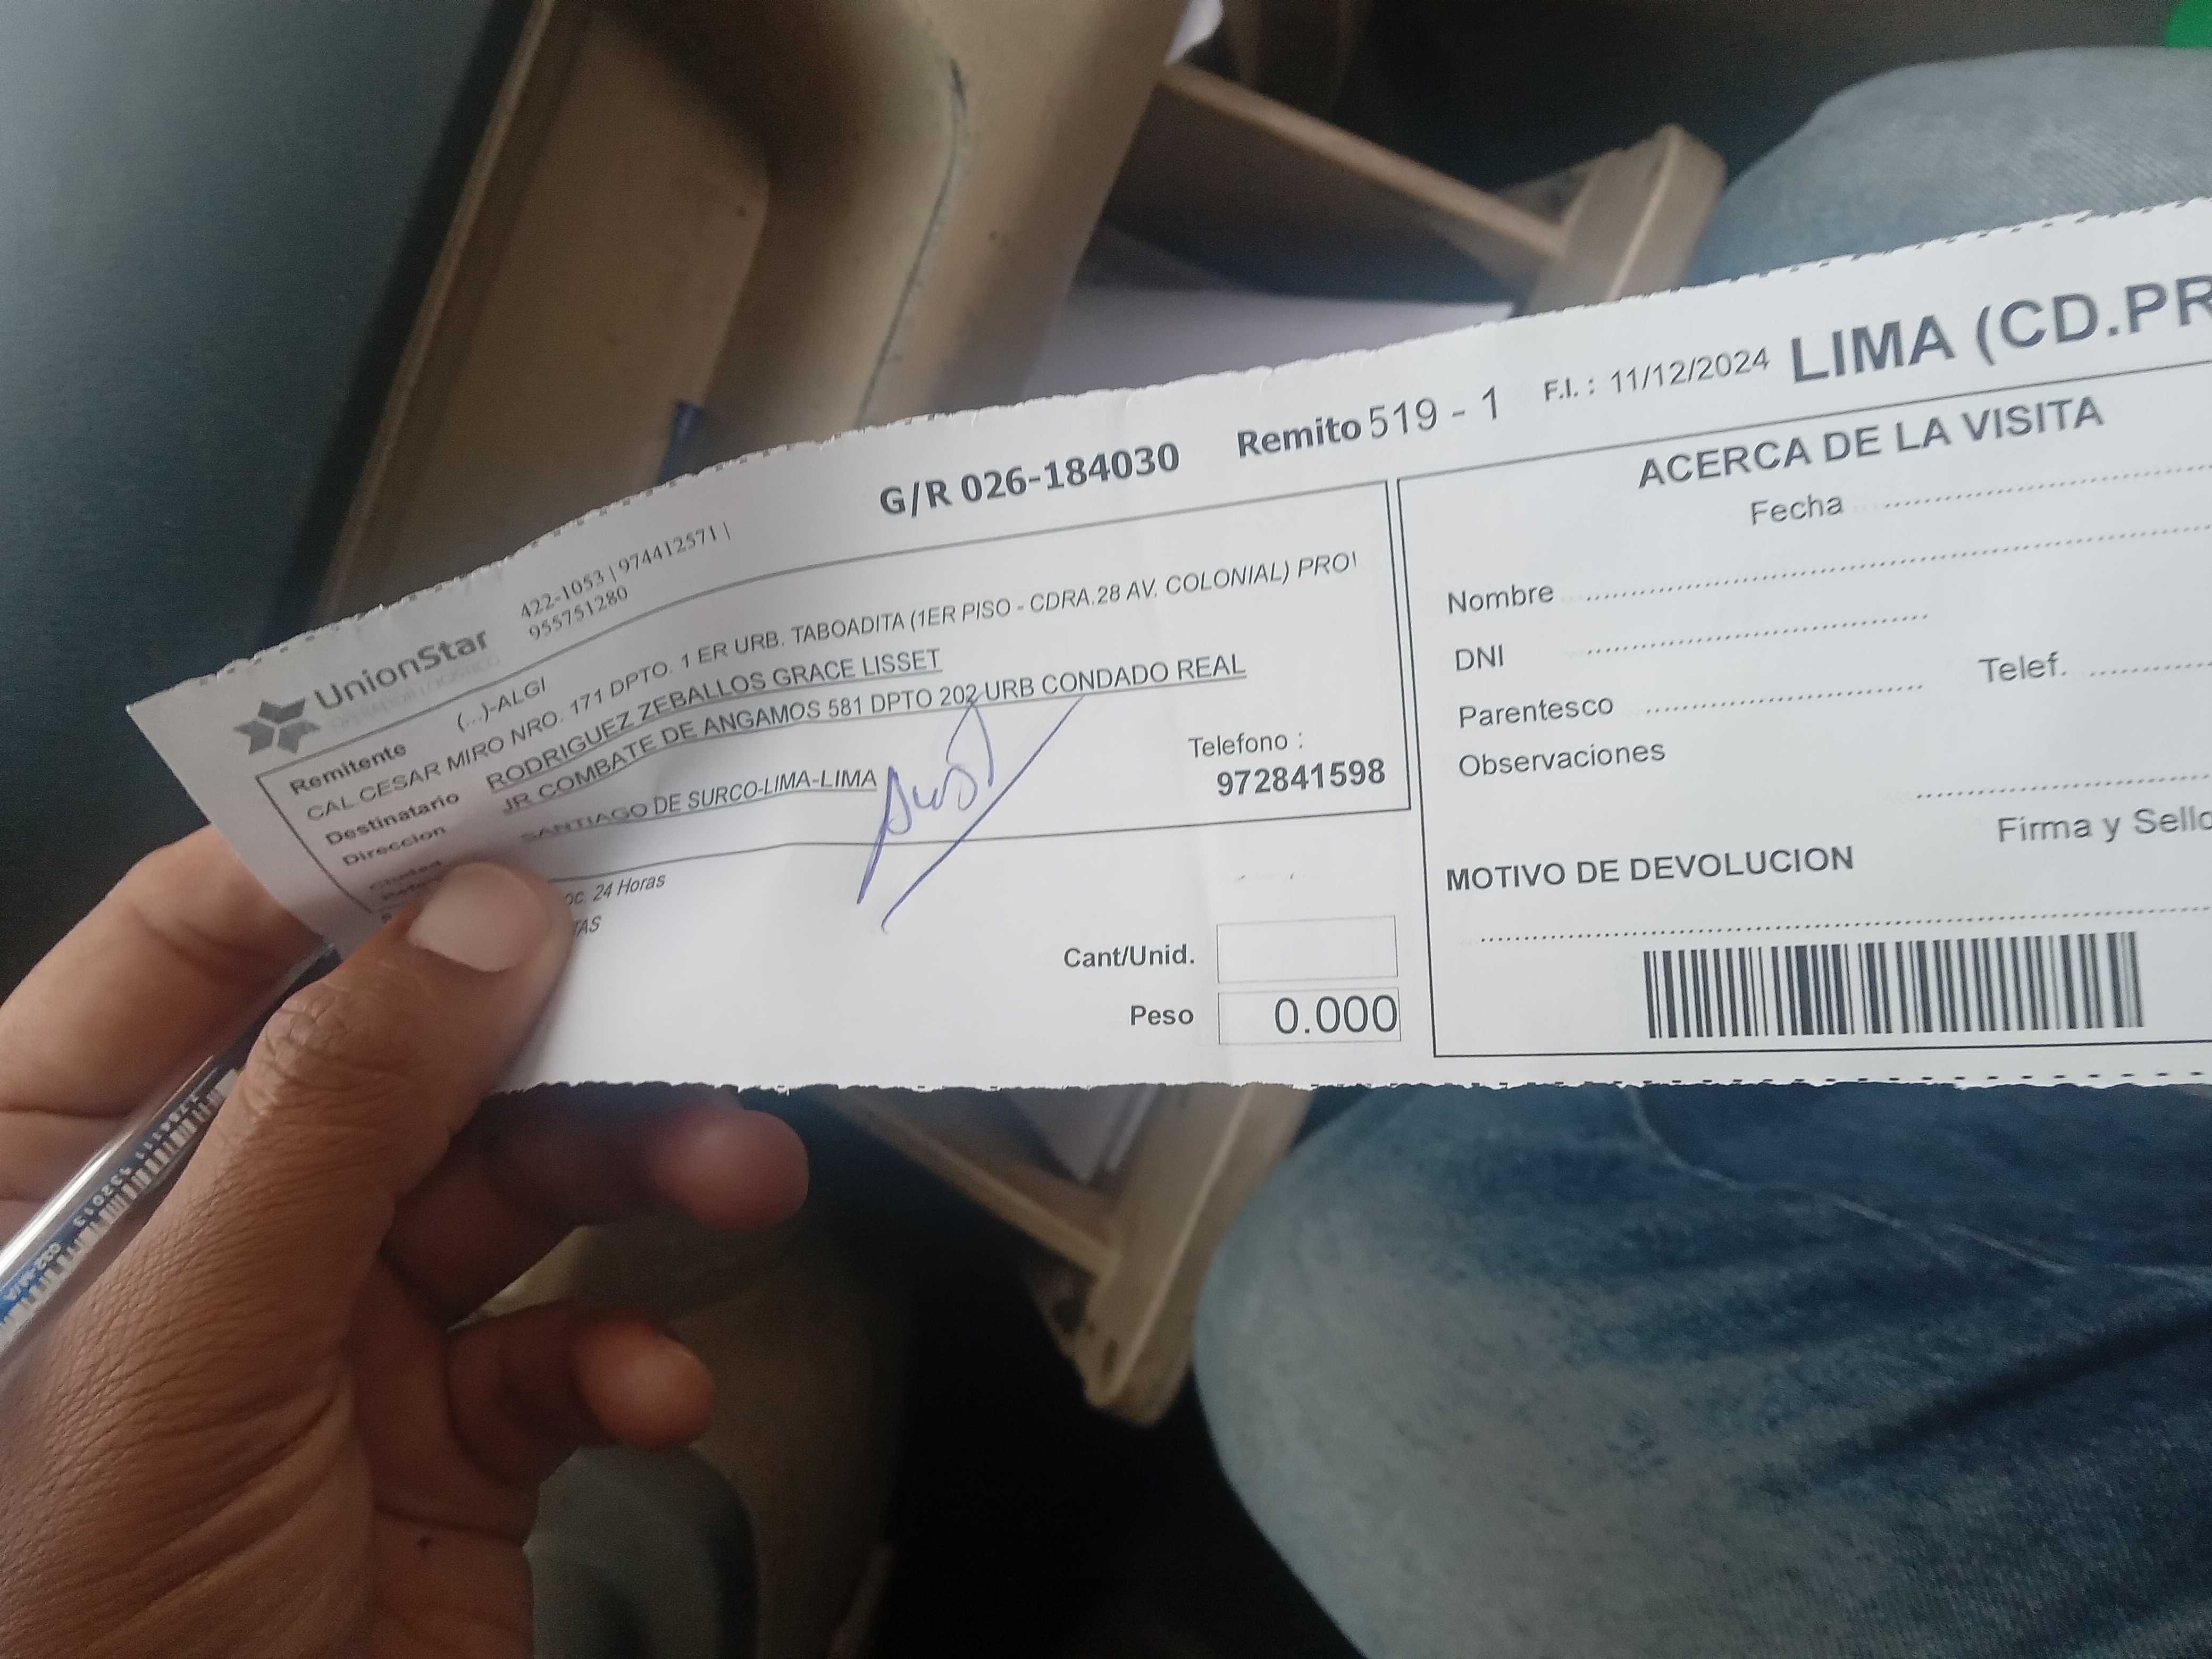 UnionStar
OPERADOR LOGISTICO
422-1053 | 974412571 |
955751280
G/R 026-184030
Remito 519 - 1
F.I. : 11/12/2024
LIMA (CD.PR
Remitente (...)-ALGI
CAL CESAR MIRO NRO. 171 DPTO. 1 ER URB. TABOADITA (1ER PISO - CDRA.28 AV. COLONIAL) PRO
Destinatario RODRIGUEZ ZEBALLOS GRACE LISSET
Direccion JR COMBATE DE ANGAMOS 581 DPTO 202 URB CONDADO REAL
SANTIAGO DE SURCO-LIMA-LIMA
Telefono :
972841598
oc. 24 Horas
TAS
Cant/Unid.
Peso 0.000
ACERCA DE LA VISITA
Fecha
Nombre
DNI
Telef.
Parentesco
Observaciones
Firma y Sello
MOTIVO DE DEVOLUCION